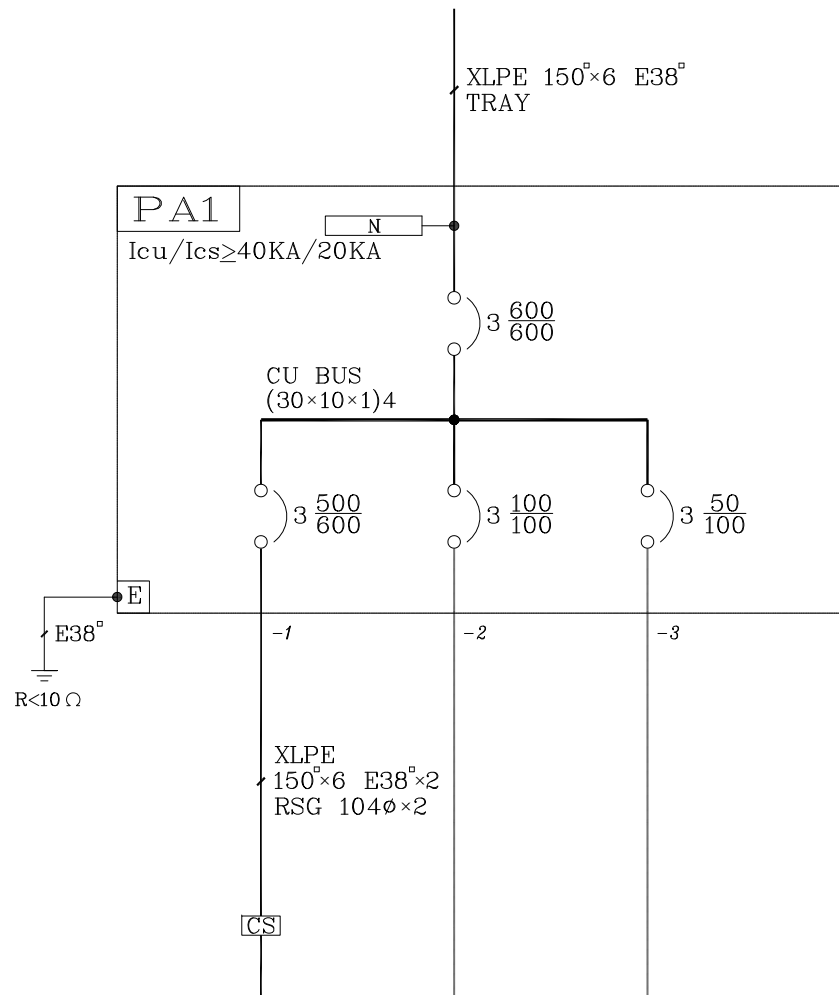 XLPE 150□×6 E38□
TRAY
PA1
N
Icu/Ics≥40KA/20KA
3 600/600
CU BUS
(30×10×1)4
3 500/600
3 100/100
3 50/100
E
E38□
R<10Ω
-1
-2
-3
XLPE
150□×6 E38□×2
RSG 104ø×2
CS